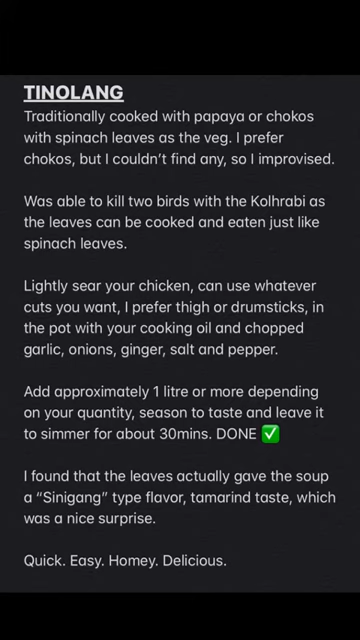 TINOLANG
Traditionally cooked with papaya or chokos
with spinach leaves as the veg. I prefer
chokos, but I couldn't find any, so I improvised.
Was able to kill two birds with the Kolhrabi as
the leaves can be cooked and eaten just like
spinach leaves.
Lightly sear your chicken, can use whatever
cuts you want, I prefer thigh or drumsticks, in
the pot with your cooking oil and chopped
garlic, onions, ginger, salt and pepper.
Add approximately 1 litre or more depending
on your quantity, season to taste and leave it
to simmer for about 30mins. DONE ✅
I found that the leaves actually gave the soup
a “Sinigang” type flavor, tamarind taste, which
was a nice surprise.
Quick. Easy. Homey. Delicious.